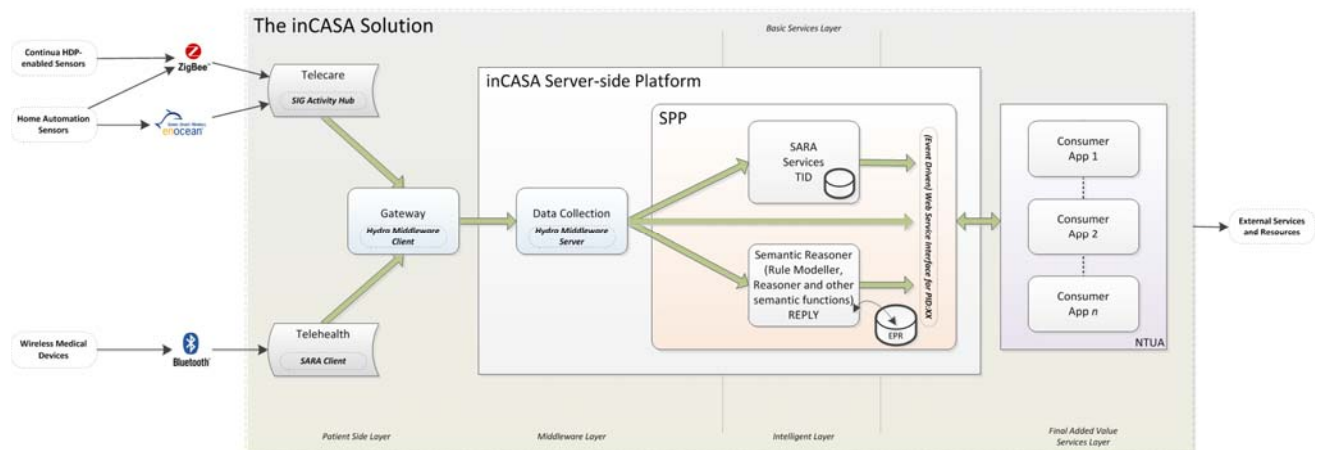 The inCASA Solution
Basic Services Layer
Continua HDP-
enabled Sensors
ZigBee
Home Automation
Sensors
enocean
Telecare
SIG Activity Hub
Gateway
Hydra Middleware
Client
Wireless Medical
Devices
Bluetooth
Telehealth
SARA Client
inCASA Server-side Platform
Data Collection
Hydra Middleware
Server
SPP
SARA
Services
TID
Semantic Reasoner
(Rule Modeller,
Reasoner and other
semantic functions)
REPLY
EPR
(Event Driven) Web Service Interface for PID:XX
Consumer
App 1
Consumer
App 2
Consumer
App n
NTUA
External Services
and Resources
Patient Side Layer
Middleware Layer
Intelligent Layer
Final Added Value
Services Layer